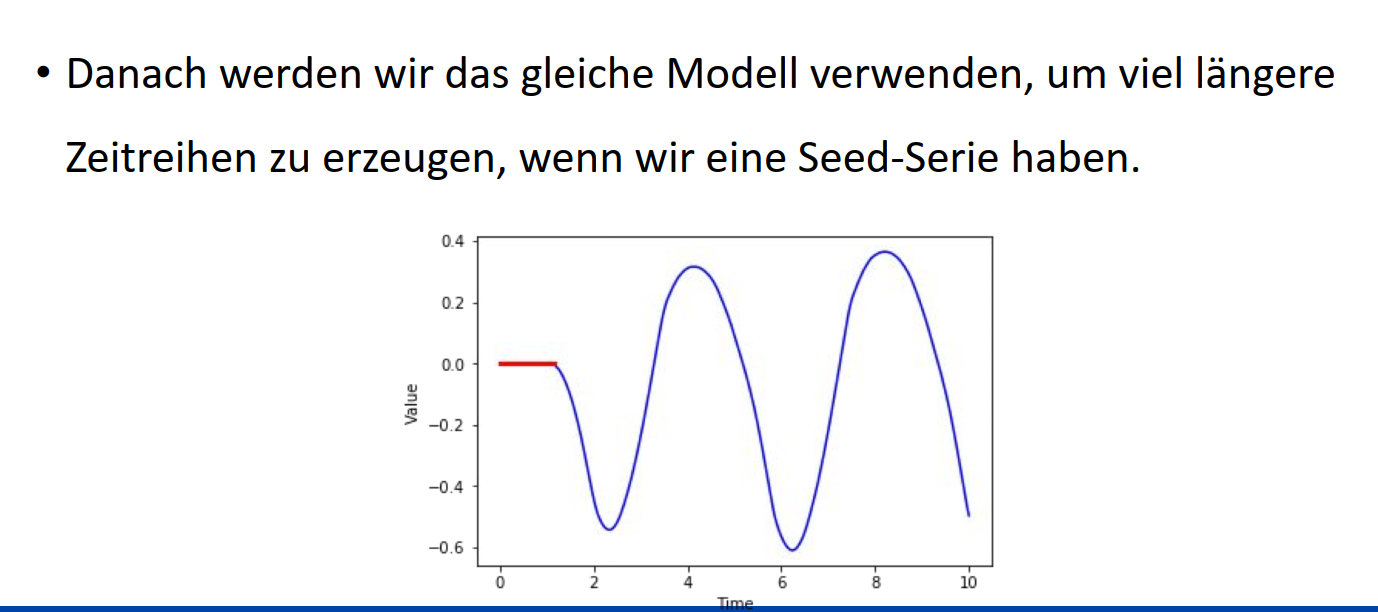 • Danach werden wir das gleiche Modell verwenden, um viel längere
Zeitreihen zu erzeugen, wenn wir eine Seed-Serie haben.
0.4
0.2
0.0
−0.2
−0.4
−0.6
Value
0 2 4 6 8 10
Time